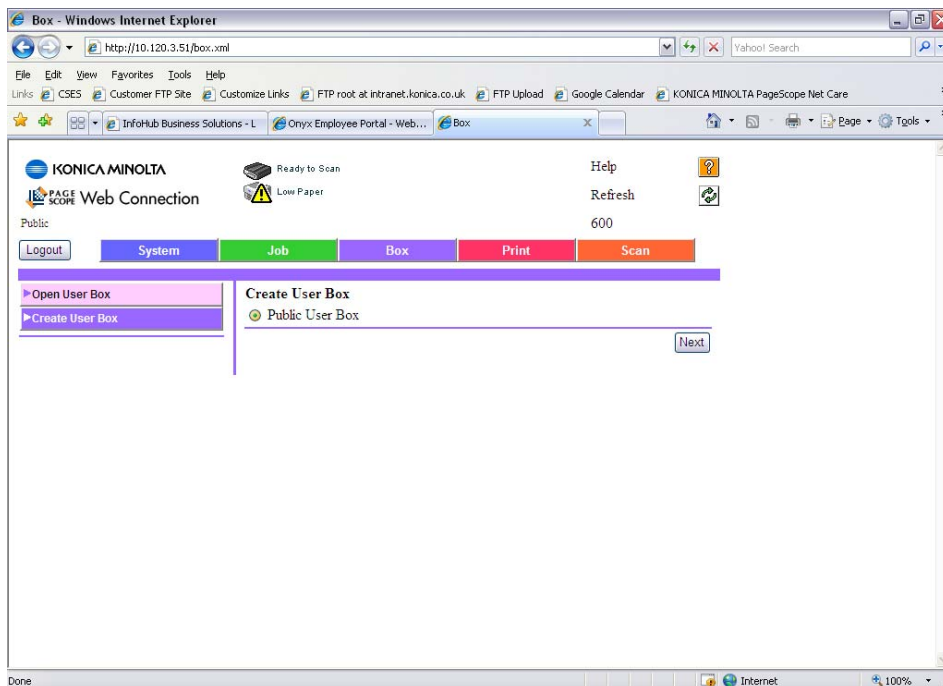 Box - Windows Internet Explorer
http://10.120.3.51/box.xml
Yahoo! Search
File Edit View Favorites Tools Help
Links CSES Customer FTP Site Customize Links FTP root at intranet.konica.co.uk FTP Upload Google Calendar KONICA MINOLTA PageScope Net Care
InfoHub Business Solutions - L Onyx Employee Portal - Web... Box Page Tools
KONICA MINOLTA Ready to Scan Help ?
PAGE SCOPE Web Connection Low Paper Refresh
Public 600
Logout System Job Box Print Scan
Open User Box Create User Box
Create User Box Public User Box
Next
Done Internet 100%